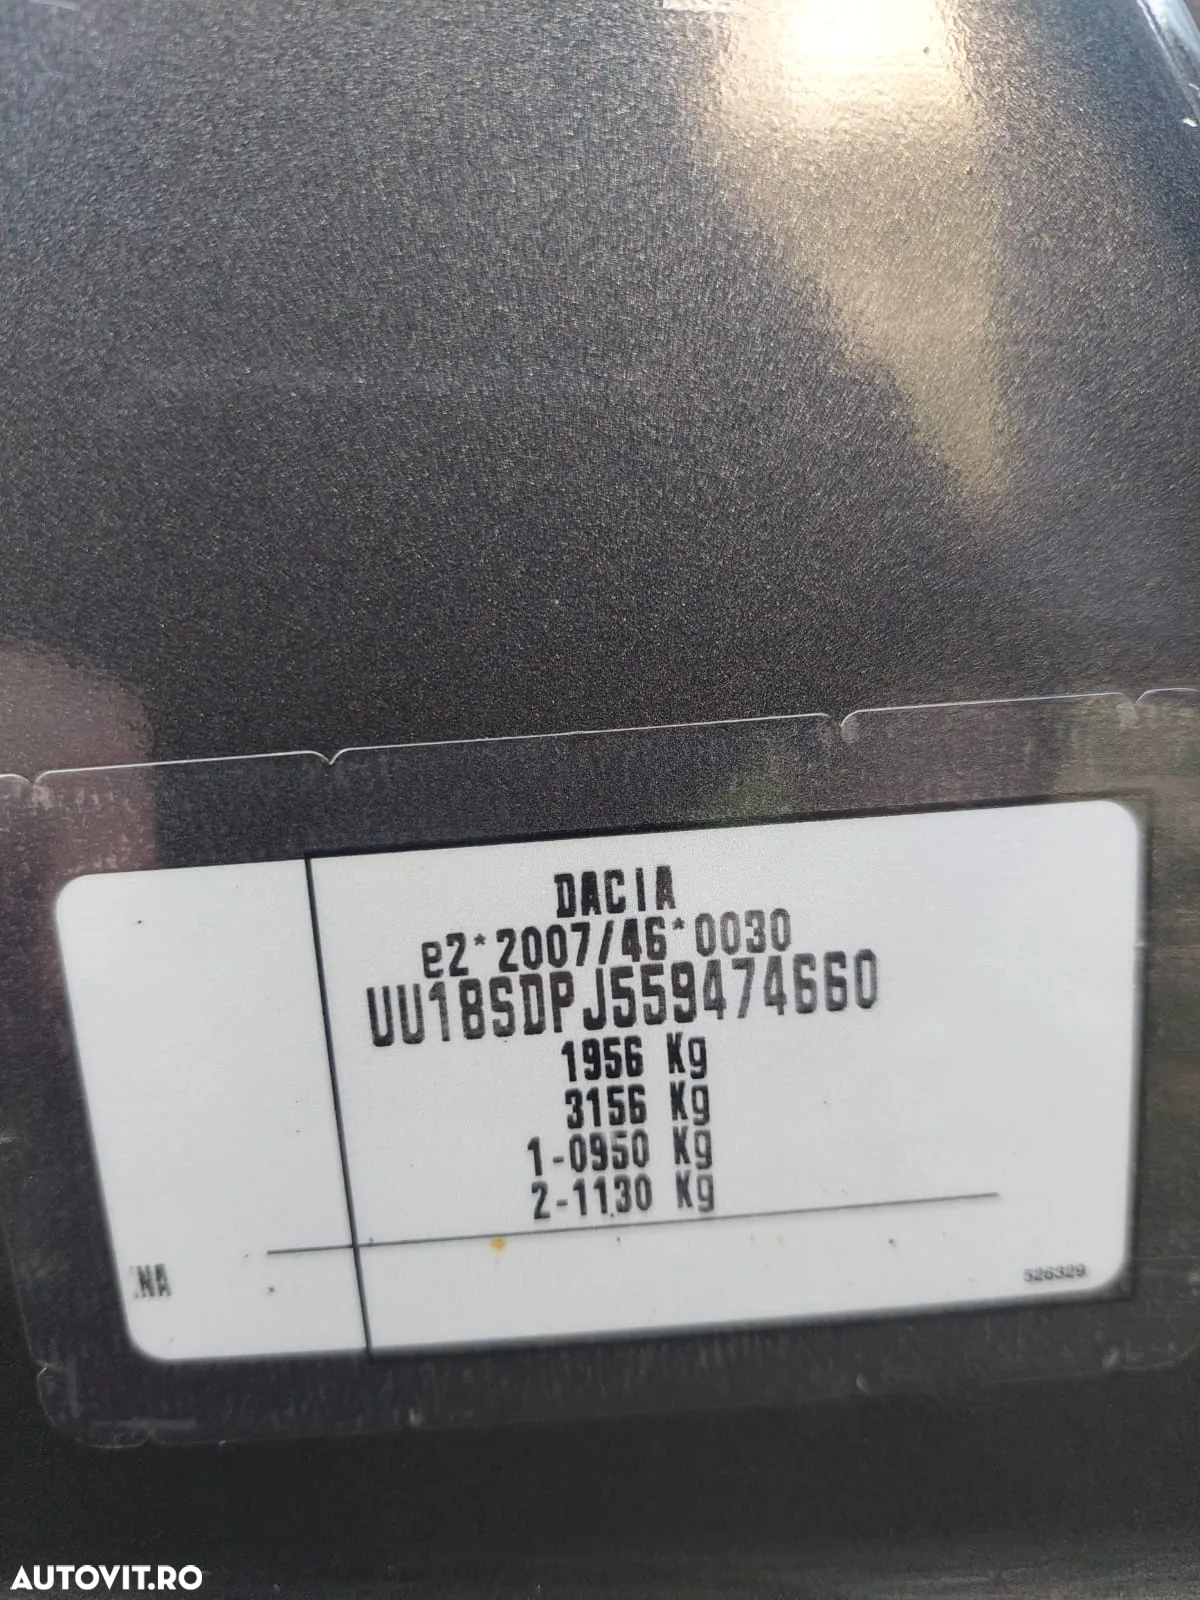 DACIA
e2*2007/46*0030
UU18SDPJ559474660
1956 Kg
3156 Kg
1-0950 Kg
2-1130 Kg
NA
526329
AUTOVIT.RO